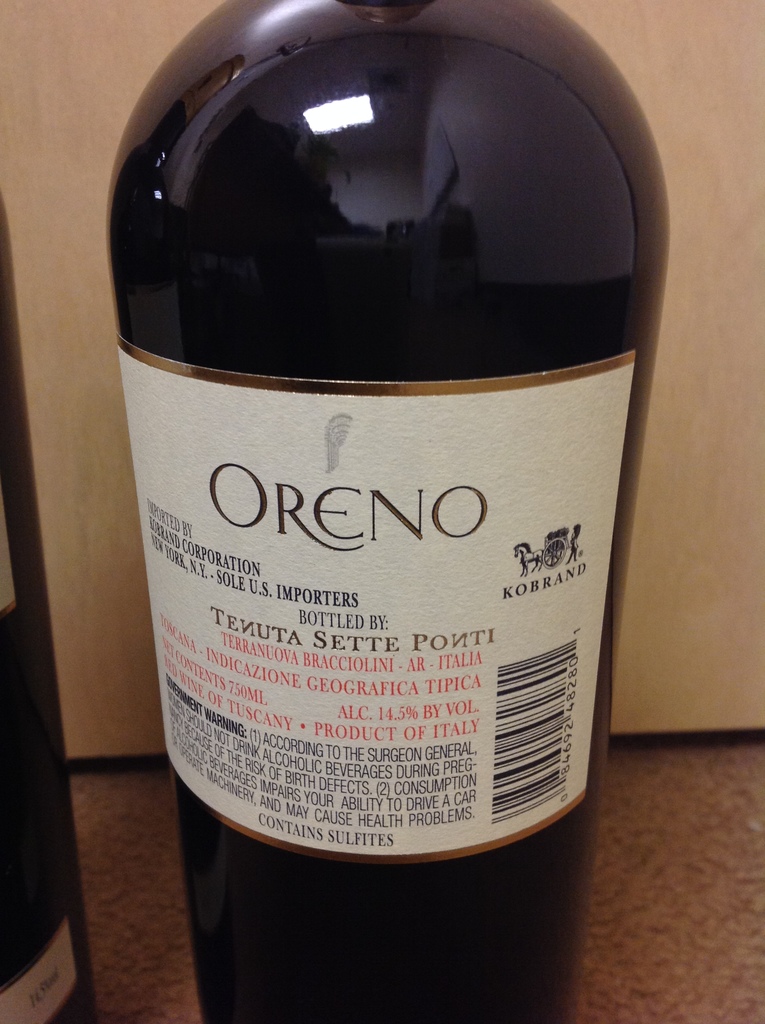 ORENO
IMPORTED BY
KOBRAND CORPORATION
NEW YORK, N.Y. - SOLE U.S. IMPORTERS
KOBRAND
BOTTLED BY:
TENUTA SETTE PONTI
TERRANUOVA BRACCIOLINI - AR - ITALIA
TOSCANA - INDICAZIONE GEOGRAFICA TIPICA
NET CONTENTS 750ML ALC. 14.5% BY VOL.
RED WINE OF TUSCANY • PRODUCT OF ITALY
GOVERNMENT WARNING: (1) ACCORDING TO THE SURGEON GENERAL,
WOMEN SHOULD NOT DRINK ALCOHOLIC BEVERAGES DURING PREG-
NANCY BECAUSE OF THE RISK OF BIRTH DEFECTS. (2) CONSUMPTION
OF ALCOHOLIC BEVERAGES IMPAIRS YOUR ABILITY TO DRIVE A CAR
OR OPERATE MACHINERY, AND MAY CAUSE HEALTH PROBLEMS.
CONTAINS SULFITES
0 84692 48280 1